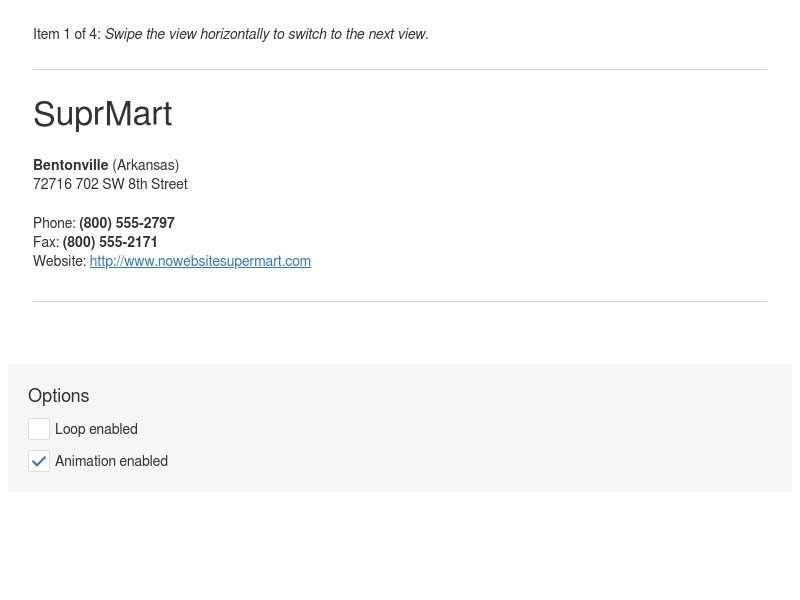 Item 1 of 4: Swipe the view horizontally to switch to the next view.
SuprMart
Bentonville (Arkansas)
72716 702 SW 8th Street
Phone: (800) 555-2797
Fax: (800) 555-2171
Website: http://www.nowebsitesupermart.com
Options
Loop enabled
Animation enabled